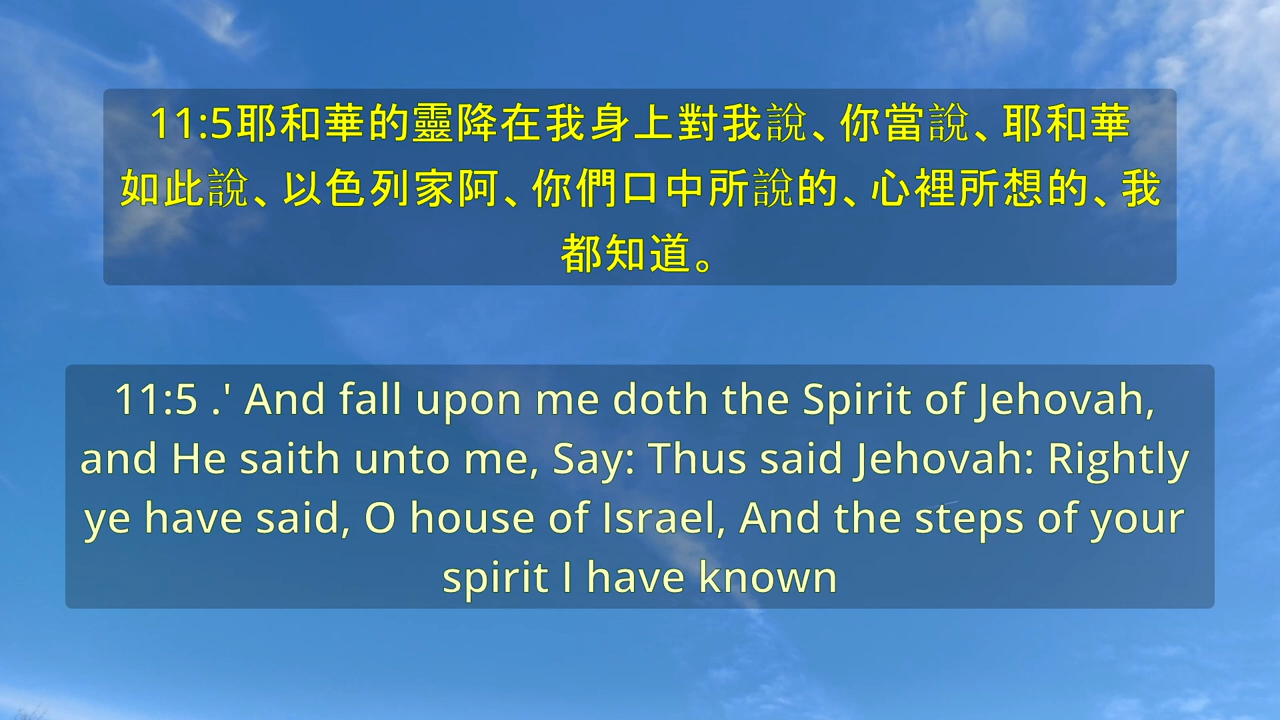 11:5耶和華的靈降在我身上對我說、你當說、耶和華
如此說、以色列家阿、你們口中所說的、心裡所想的、我
都知道。
11:5 .' And fall upon me doth the Spirit of Jehovah,
and He saith unto me, Say: Thus said Jehovah: Rightly
ye have said, O house of Israel, And the steps of your
spirit I have known